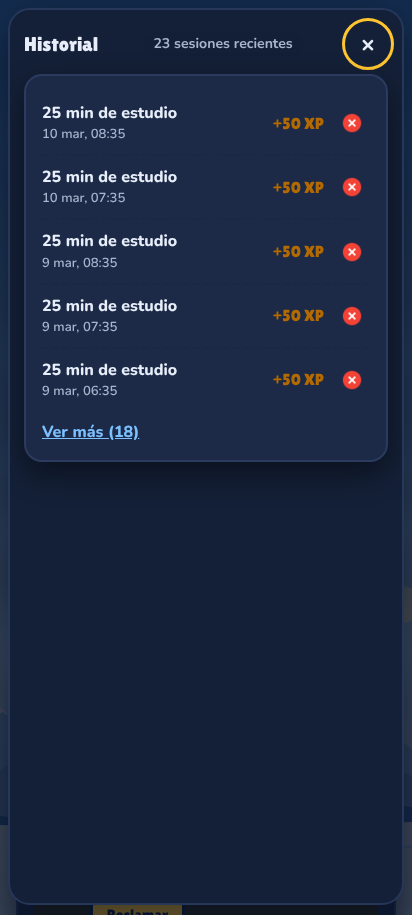 Historial
23 sesiones recientes
25 min de estudio
+50 XP
10 mar, 08:35
25 min de estudio
+50 XP
10 mar, 07:35
25 min de estudio
+50 XP
9 mar, 08:35
25 min de estudio
+50 XP
9 mar, 07:35
25 min de estudio
+50 XP
9 mar, 06:35
Ver más (18)
Reclamar